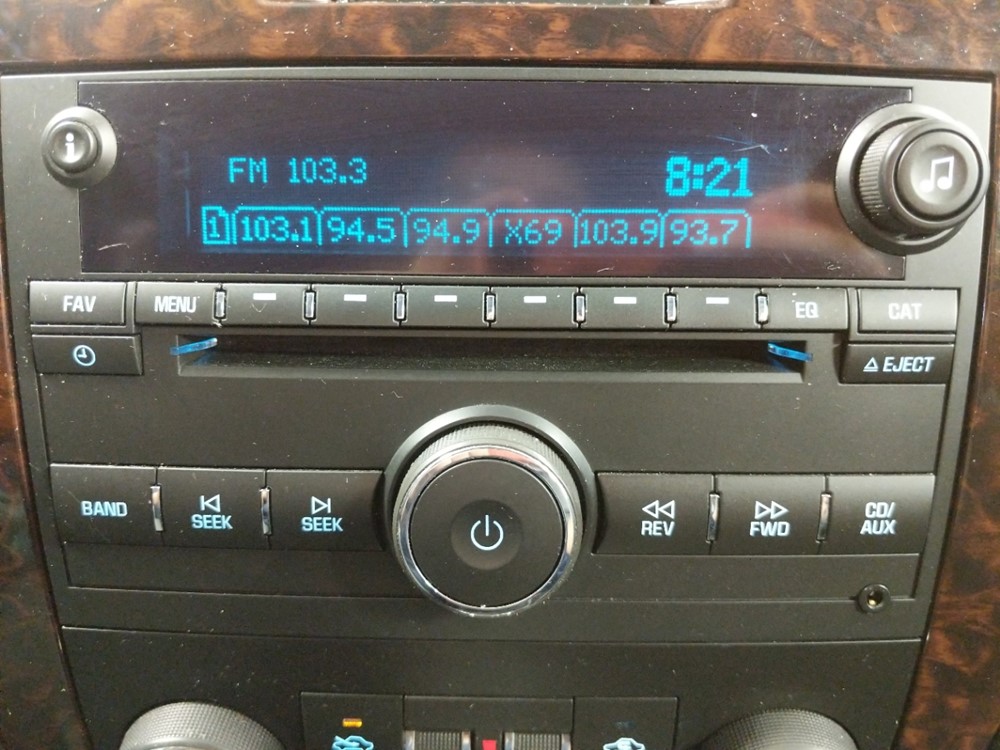 i
FM 103.3 8:21
1 103.1 94.5 94.9 X69 103.9 93.7
FAV MENU EQ CAT
EJECT
BAND SEEK SEEK REV FWD CD/
AUX